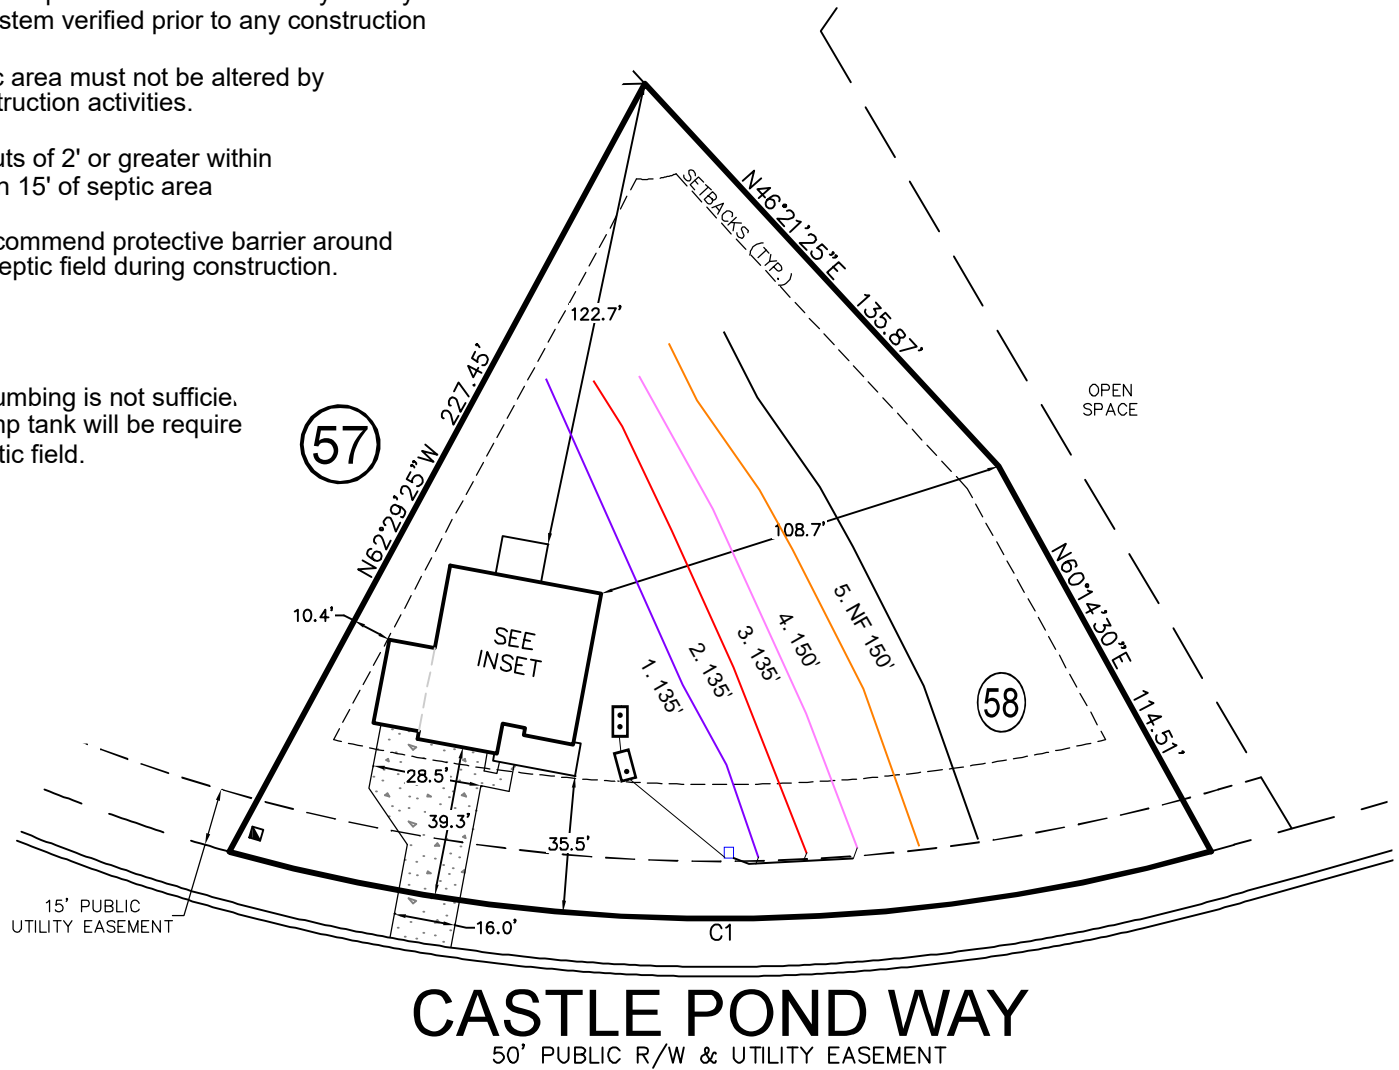 stem verified prior to any construction
c area must not be altered by
truction activities.
uts of 2' or greater within
n 15' of septic area
commend protective barrier around
eptic field during construction.
umbing is not sufficie
mp tank will be require
tic field.
SETBACKS (TYP.)
N46°21'25"E 135.87'
122.7'
OPEN
SPACE
57
N62°29'25"W 227.45'
108.7'
N60°14'30"E 114.51'
10.4'
SEE
INSET
1. 135'
2. 135'
3. 135'
4. 150'
5. NF 150'
58
28.5'
39.3'
35.5'
15' PUBLIC
UTILITY EASEMENT
16.0'
C1
CASTLE POND WAY
50' PUBLIC R/W & UTILITY EASEMENT